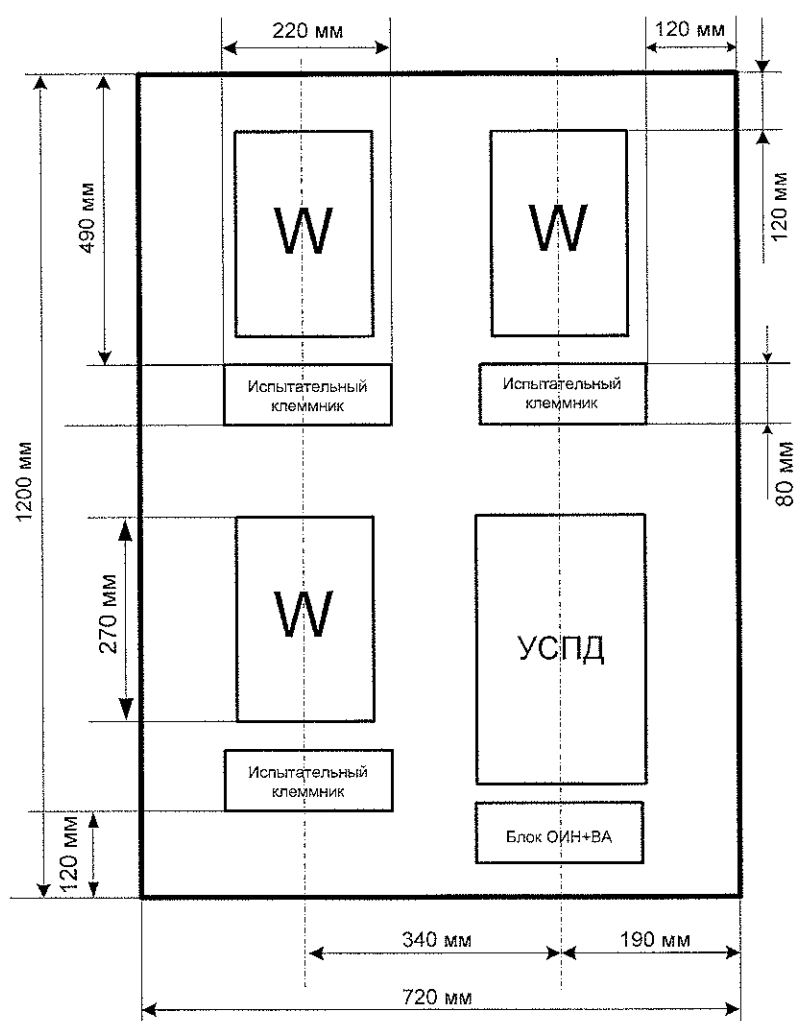 220 мм
120 мм
490 мм
W
W
120 мм
Испытательный
клеммник
Испытательный
клеммник
80 мм
1200 мм
270 мм
W
УСПД
Испытательный
клеммник
Блок ОИН+ВА
120 мм
340 мм
190 мм
720 мм